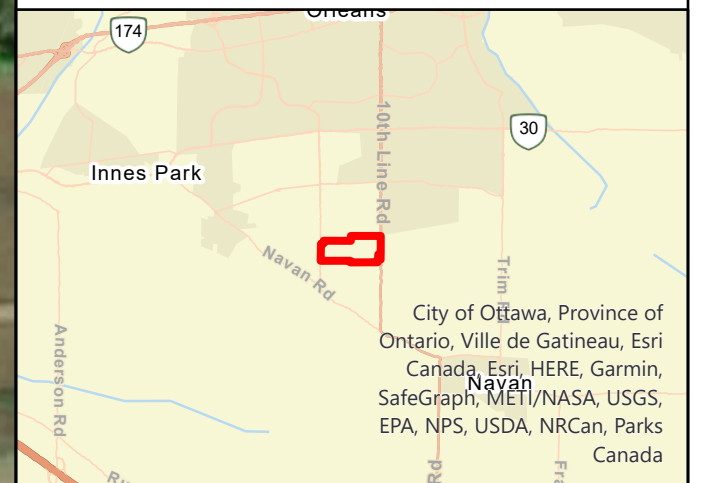 Orleans
174
10th Line Rd
30
Innes Park
Navan Rd
Trim Rd
City of Ottawa, Province of
Ontario, Ville de Gatineau, Esri
Canada, Esri, HERE, Garmin,
SafeGraph, METI/NASA, USGS,
EPA, NPS, USDA, NRCan, Parks
Canada
Navan
Anderson Rd
Rd